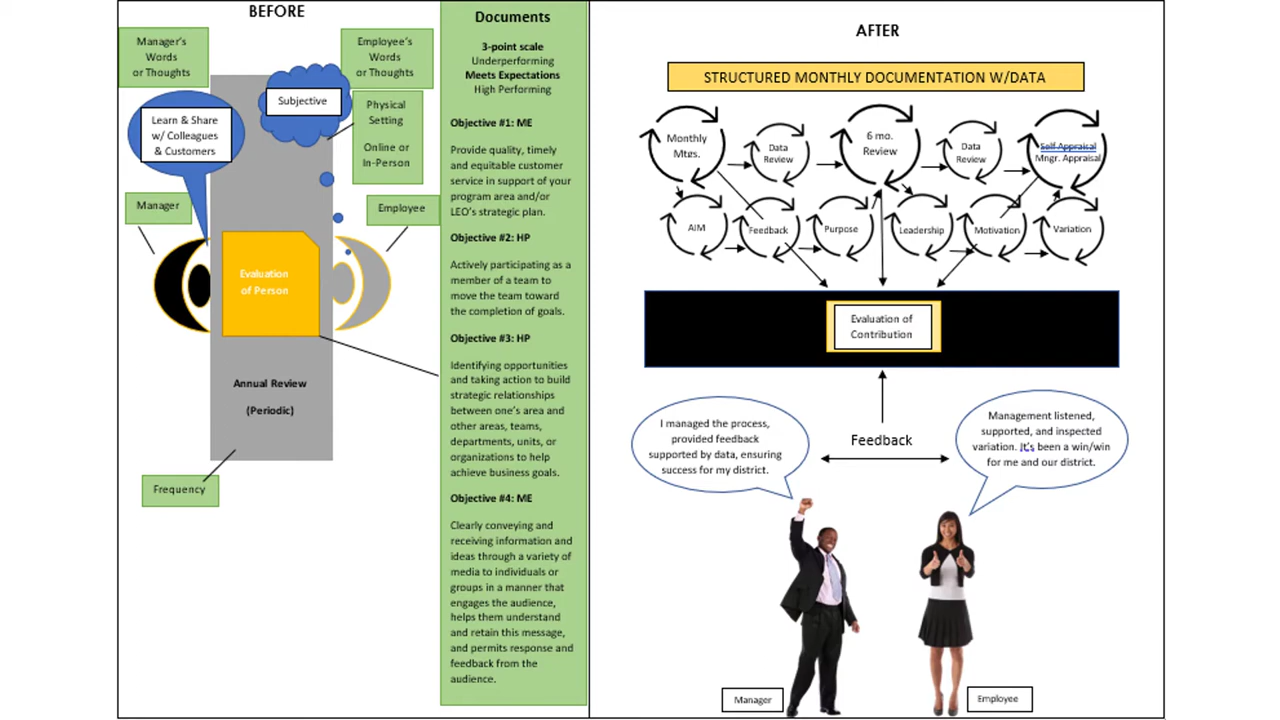 BEFORE
Manager's
Words
or Thoughts
Employee's
Words
or Thoughts
Subjective
Learn & Share
w/ Colleagues
& Customers
Physical
Setting
Online or
In-Person
Manager
Employee
Evaluation
of Person
Annual Review
(Periodic)
Frequency
Documents
3-point scale
Underperforming
Meets Expectations
High Performing
Objective #1: ME
Provide quality, timely
and equitable customer
service in support of your
program area and/or
LEO's strategic plan.
Objective #2: HP
Actively participating as a
member of a team to
move the team toward
the completion of goals.
Objective #3: HP
Identifying opportunities
and taking action to build
strategic relationships
between one's area and
other areas, teams,
departments, units, or
organizations to help
achieve business goals.
Objective #4: ME
Clearly conveying and
receiving information and
ideas through a variety of
media to individuals or
groups in a manner that
engages the audience,
helps them understand
and retain this message,
and permits response and
feedback from the
audience.
AFTER
STRUCTURED MONTHLY DOCUMENTATION W/DATA
Monthly
Mtgs.
Data
Review
6 mo.
Review
Data
Review
Self Appraisal
Mngr. Appraisal
AIM
Feedback
Purpose
Leadership
Motivation
Variation
Evaluation of
Contribution
I managed the process,
provided feedback
supported by data, ensuring
success for my district.
Feedback
Management listened,
supported, and inspected
variation. It's been a win/win
for me and our district.
Manager
Employee